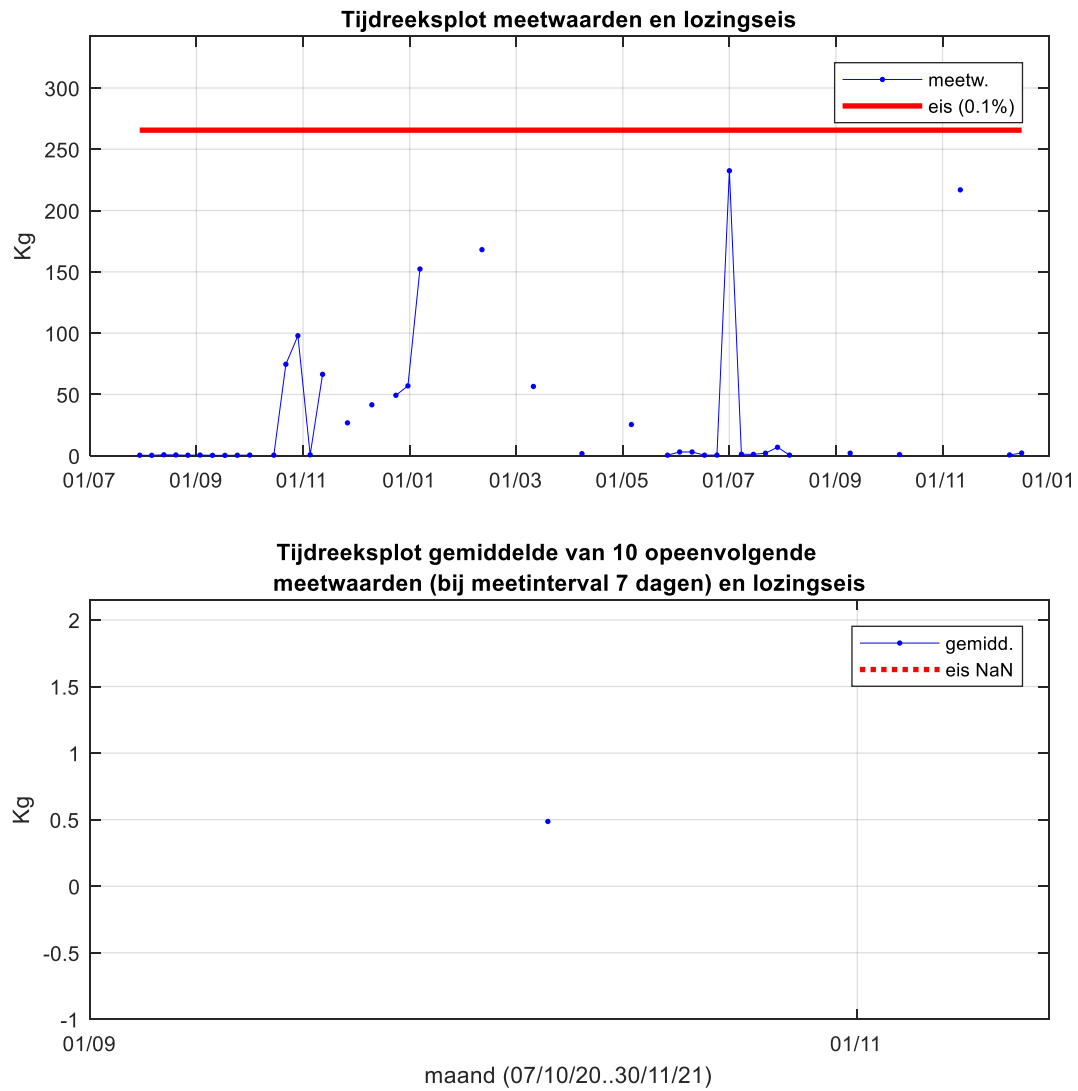 Tijdreeksplot meetwaarden en lozingseis
Kg
300
250
200
150
100
50
0
meetw.
eis (0.1%)
01/07 01/09 01/11 01/01 01/03 01/05 01/07 01/09 01/11 01/01
Tijdreeksplot gemiddelde van 10 opeenvolgende
meetwaarden (bij meetinterval 7 dagen) en lozingseis
Kg
2
1.5
1
0.5
0
-0.5
-1
gemidd.
eis NaN
01/09 01/11
maand (07/10/20..30/11/21)